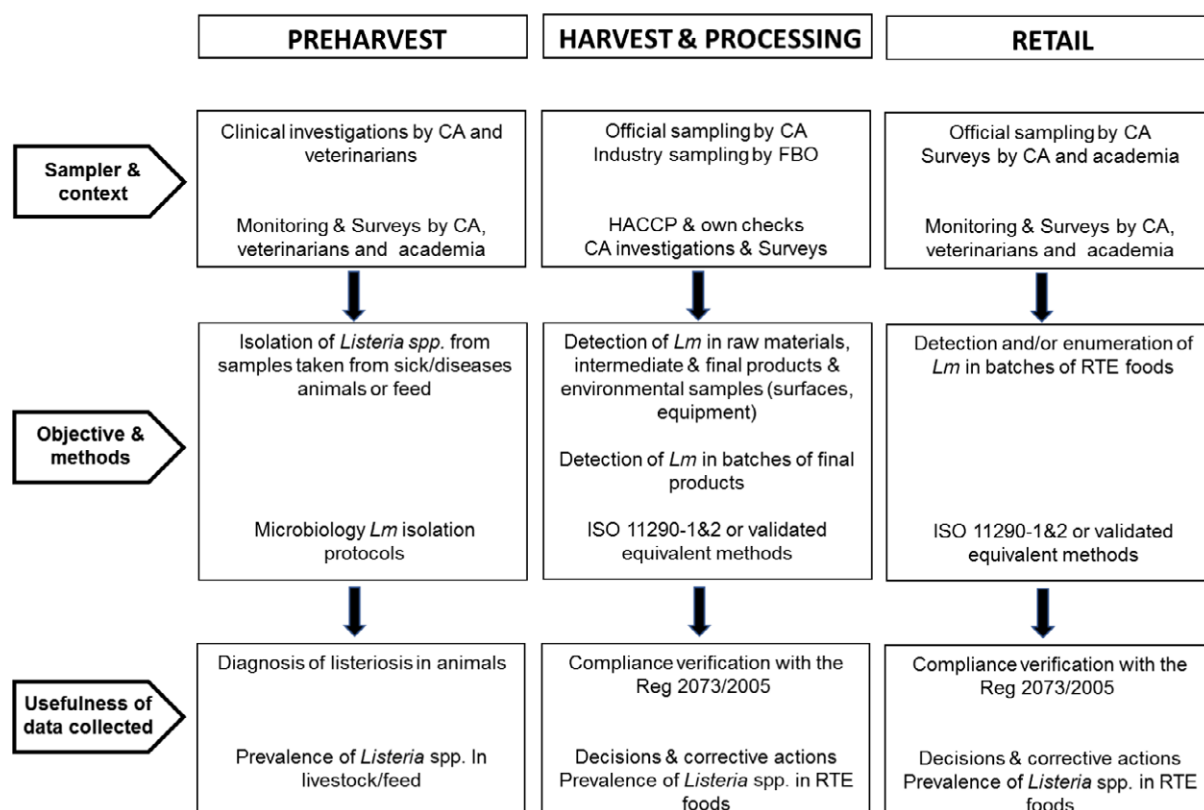 PREHARVEST
HARVEST & PROCESSING
RETAIL
Sampler &
context
Clinical investigations by CA and
veterinarians
Monitoring & Surveys by CA,
veterinarians and academia
Official sampling by CA
Industry sampling by FBO
HACCP & own checks
CA investigations & Surveys
Official sampling by CA
Surveys by CA and academia
Monitoring & Surveys by CA,
veterinarians and academia
Objective &
methods
Isolation of Listeria spp. from
samples taken from sick/diseases
animals or feed
Microbiology Lm isolation
protocols
Detection of Lm in raw materials,
intermediate & final products &
environmental samples (surfaces,
equipment)
Detection of Lm in batches of final
products
ISO 11290-1&2 or validated
equivalent methods
Detection and/or enumeration of
Lm in batches of RTE foods
ISO 11290-1&2 or validated
equivalent methods
Usefulness of
data collected
Diagnosis of listeriosis in animals
Prevalence of Listeria spp. In
livestock/feed
Compliance verification with the
Reg 2073/2005
Decisions & corrective actions
Prevalence of Listeria spp. in RTE
foods
Compliance verification with the
Reg 2073/2005
Decisions & corrective actions
Prevalence of Listeria spp. in RTE
foods